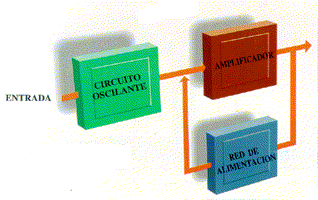 CIRCUITO
OSCILANTE
AMPLIFICADOR
ENTRADA
RED DE
ALIMENTACION